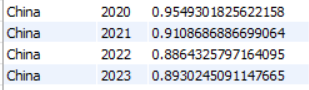 China 2020 0.9549301825622158
China 2021 0.9108686886699064
China 2022 0.8864325797164095
China 2023 0.8930245091147665